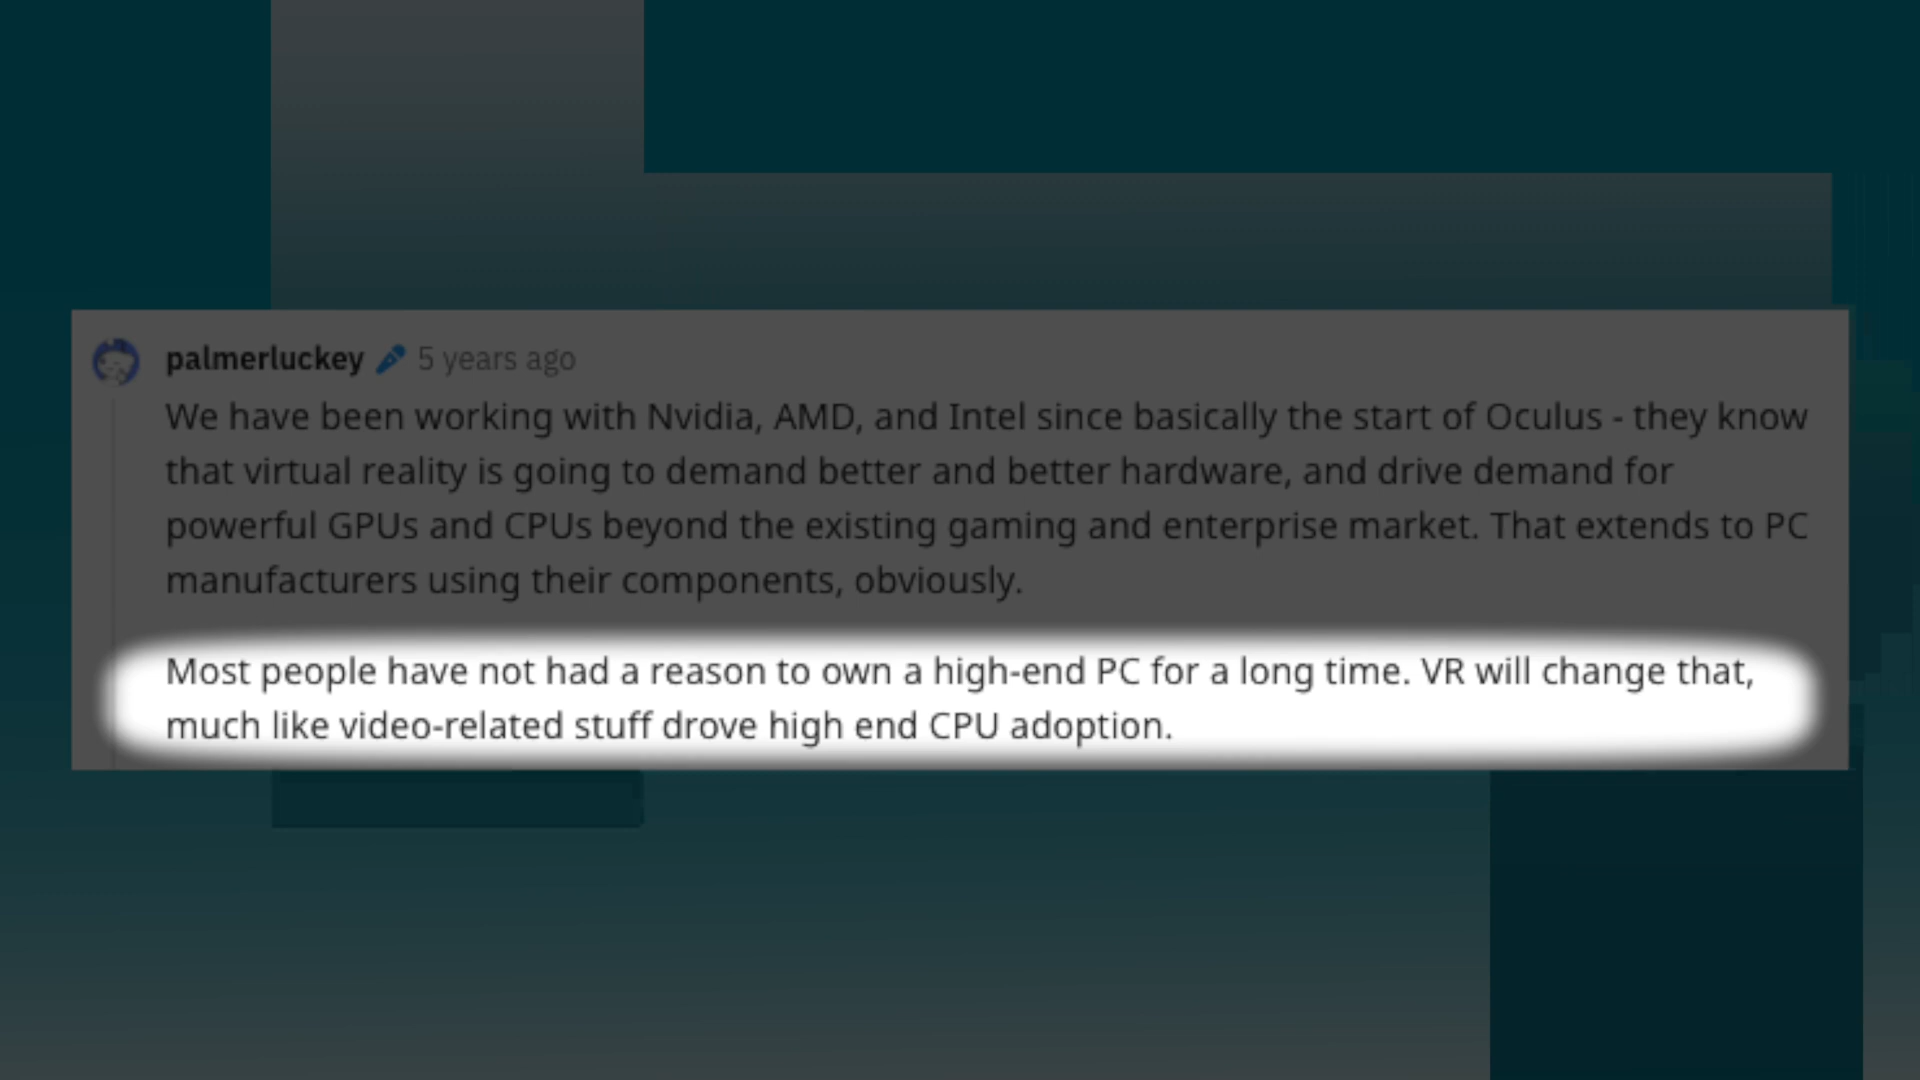 palmerluckey 5 years ago
We have been working with Nvidia, AMD, and Intel since basically the start of Oculus - they know
that virtual reality is going to demand better and better hardware, and drive demand for
powerful GPUs and CPUs beyond the existing gaming and enterprise market. That extends to PC
manufacturers using their components, obviously.
Most people have not had a reason to own a high-end PC for a long time. VR will change that,
much like video-related stuff drove high end CPU adoption.